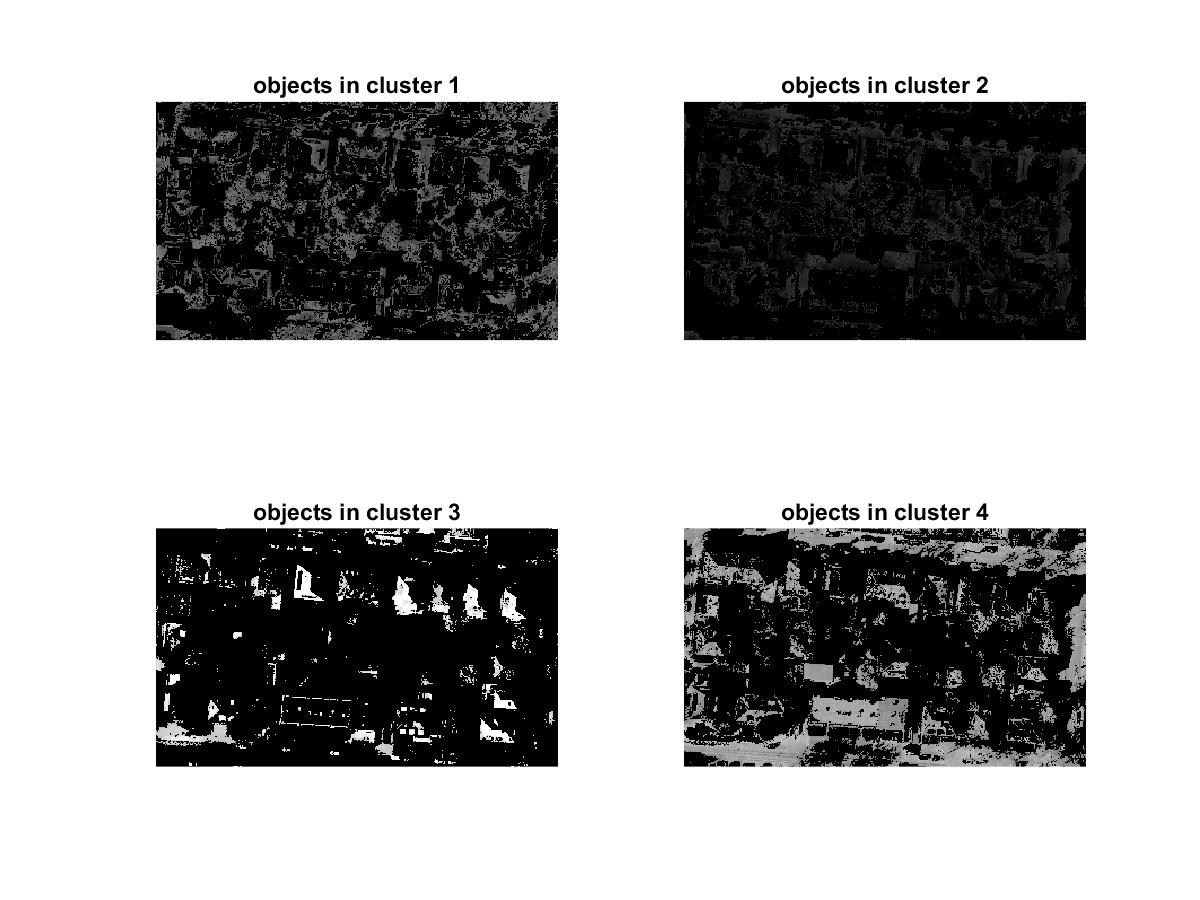 objects in cluster 1
objects in cluster 2
objects in cluster 3
objects in cluster 4